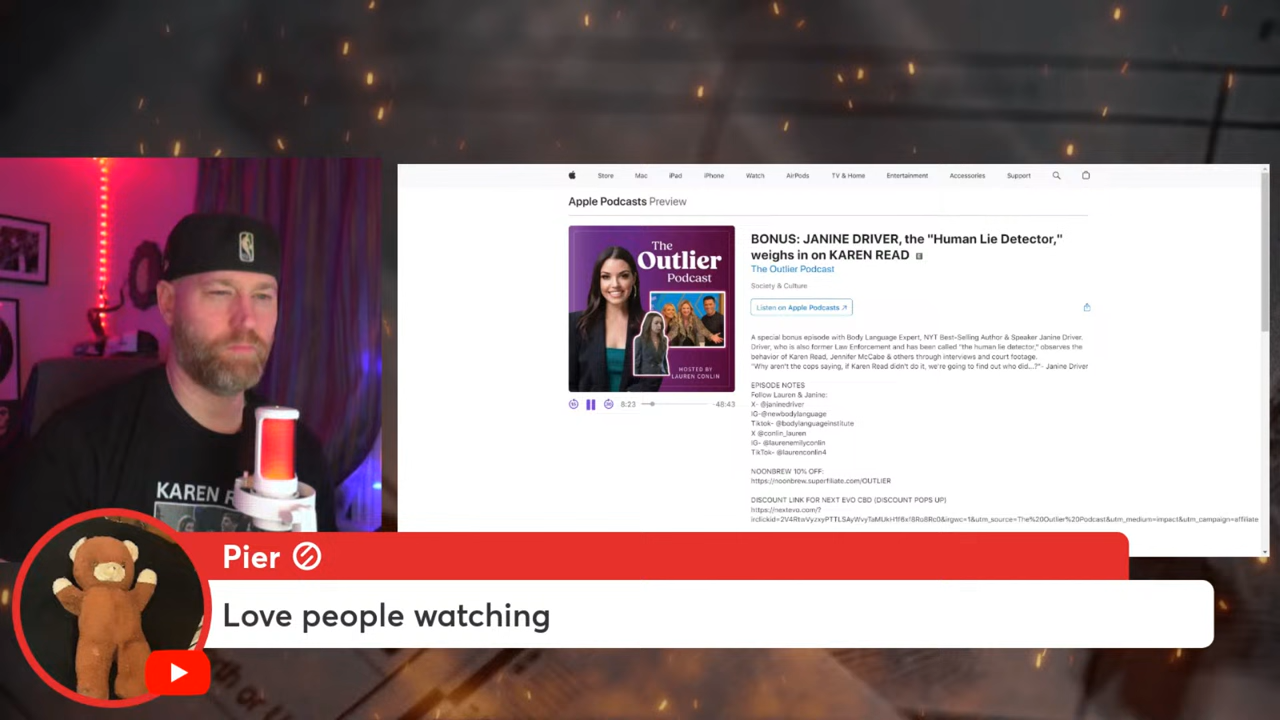 Store Mac iPad iPhone Watch AirPods TV & Home Entertainment Accessories Support
Apple Podcasts Preview
The
Outlier
Podcast
HOSTED BY
LAUREN CONLIN
8:23
-48:43
BONUS: JANINE DRIVER, the "Human Lie Detector,"
weighs in on KAREN READ E
The Outlier Podcast
Society & Culture
Listen on Apple Podcasts ↗
A special bonus episode with Body Language Expert, NYT Best-Selling Author & Speaker Janine Driver.
Driver, who is also former Law Enforcement and has been called "the human lie detector," observes the
behavior of Karen Read, Jennifer McCabe & others through interviews and court footage.
"Why aren't the cops saying, if Karen Read didn't do it, we're going to find out who did...?"- Janine Driver
EPISODE NOTES
Fellow Lauren & Janine:
X- @janinedriver
IG-@newbodylanguage
Tiktok- @bodylanguageinstitute
X @conlin_lauren
IG- @laurenemilyconlin
TikTok- @laurenconlin4
NOONBREW 10% OFF:
https://noonbrew.superfiliate.com/OUTLIER
DISCOUNT LINK FOR NEXT EVO CBD (DISCOUNT POPS UP)
https://nextevo.com/?
KAREN
Pier
Love people watching